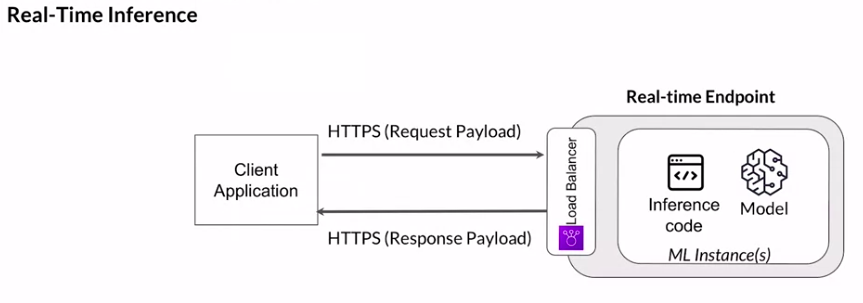 Real-Time Inference
Real-time Endpoint
HTTPS (Request Payload)
Client
Application
Load Balancer
Inference
code
Model
HTTPS (Response Payload)
ML Instance(s)